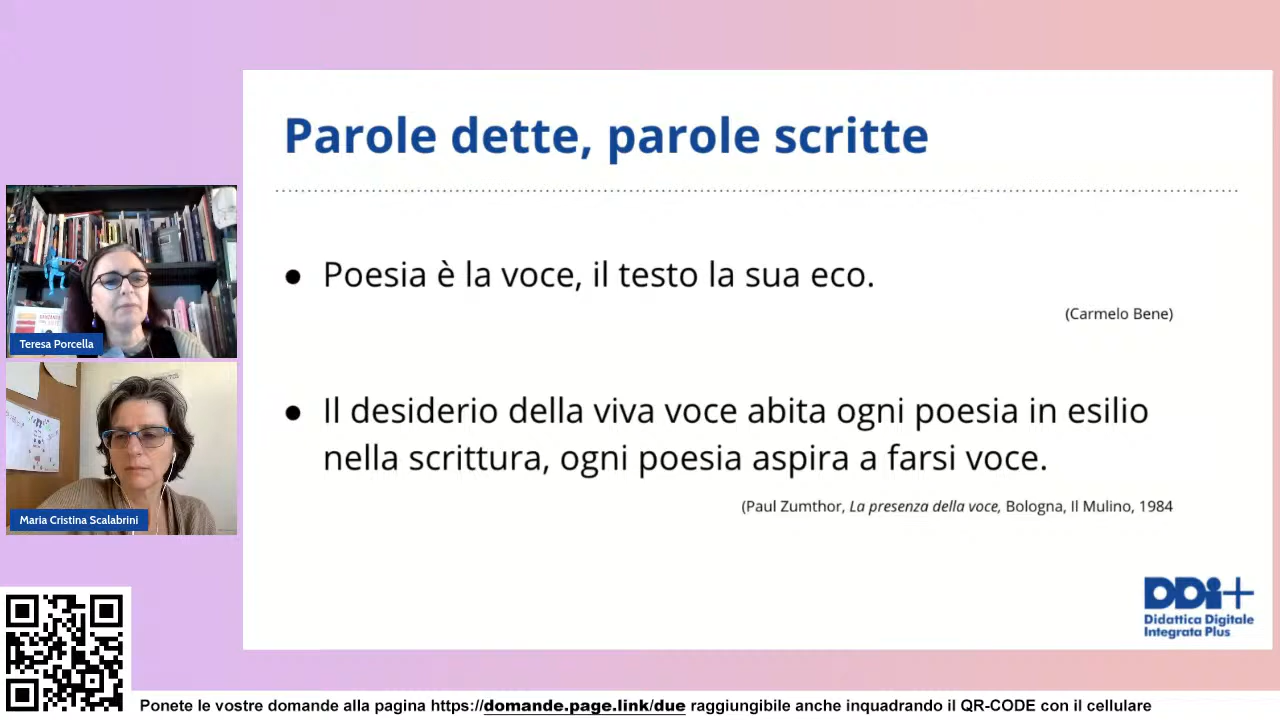 Parole dette, parole scritte
● Poesia è la voce, il testo la sua eco.
(Carmelo Bene)
● Il desiderio della viva voce abita ogni poesia in esilio
nella scrittura, ogni poesia aspira a farsi voce.
(Paul Zumthor, La presenza della voce, Bologna, Il Mulino, 1984
Teresa Porcella
Maria Cristina Scalabrini
DDi+
Didattica Digitale
Integrata Plus
Ponete le vostre domande alla pagina https://domande.page.link/due raggiungibile anche inquadrando il QR-CODE con il cellulare